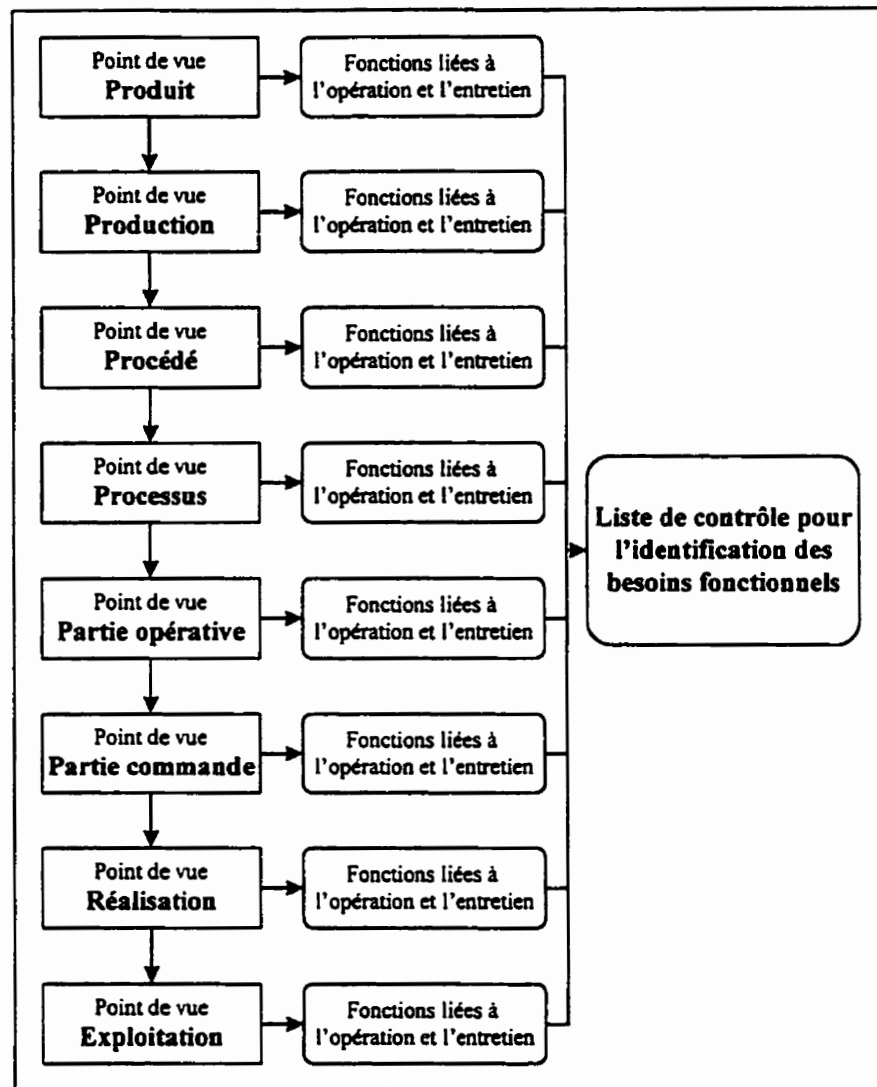 Point de vue
Produit
Fonctions liées à
l'opération et l'entretien
Point de vue
Production
Fonctions liées à
l'opération et l'entretien
Point de vue
Procédé
Fonctions liées à
l'opération et l'entretien
Point de vue
Processus
Fonctions liées à
l'opération et l'entretien
Liste de contrôle pour
l'identification des
besoins fonctionnels
Point de vue
Partie opérative
Fonctions liées à
l'opération et l'entretien
Point de vue
Partie commande
Fonctions liées à
l'opération et l'entretien
Point de vue
Réalisation
Fonctions liées à
l'opération et l'entretien
Point de vue
Exploitation
Fonctions liées à
l'opération et l'entretien